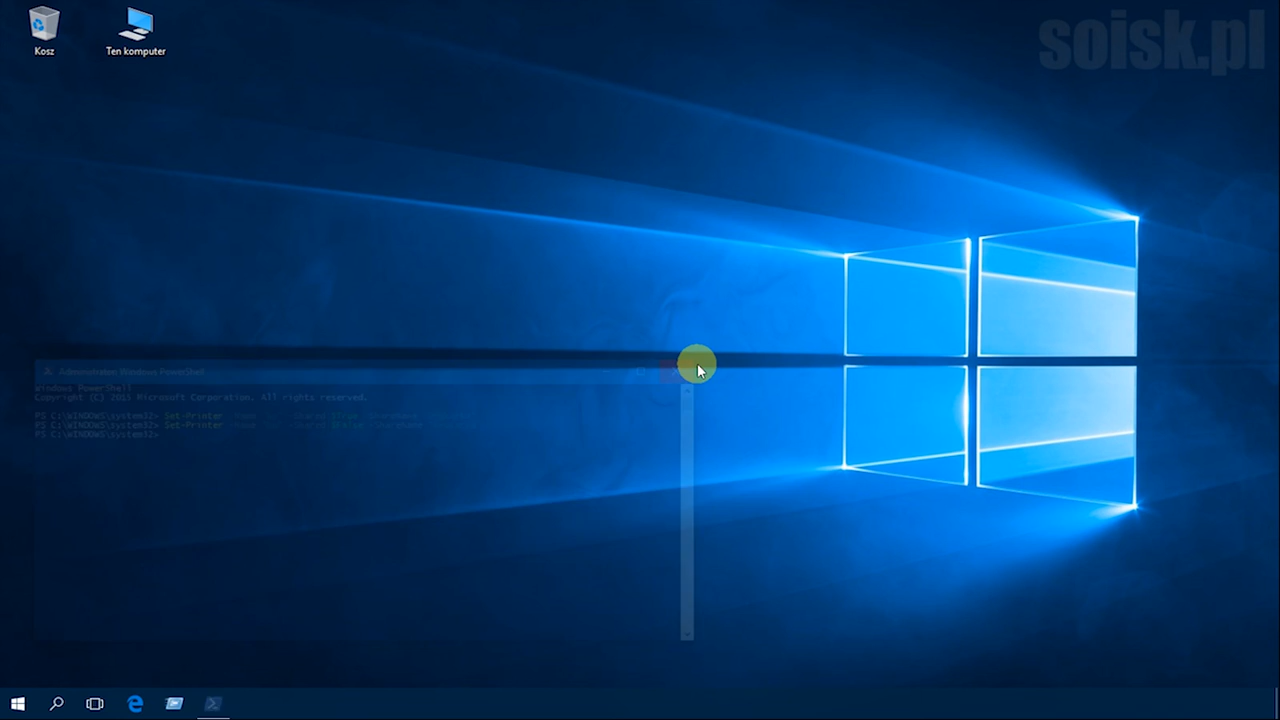 soisk.pl
Kosz
Ten komputer
Administrator: Windows PowerShell
Windows PowerShell
Copyright (C) 2015 Microsoft Corporation. All rights reserved.
PS C:\WINDOWS\system32> Set-Printer
PS C:\WINDOWS\system32> Set-Printer
PS C:\WINDOWS\system32>